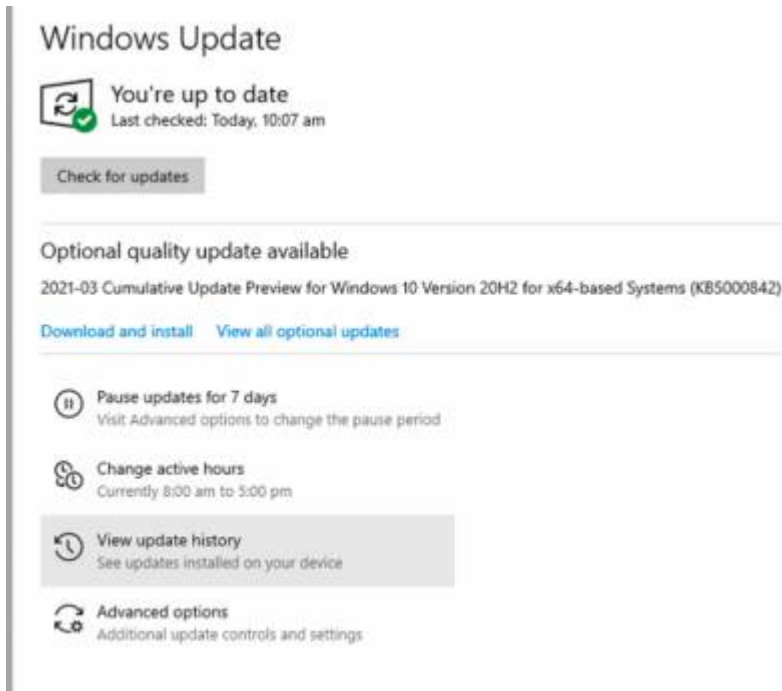 Windows Update
You're up to date
Last checked: Today, 10:07 am
Check for updates
Optional quality update available
2021-03 Cumulative Update Preview for Windows 10 Version 20H2 for x64-based Systems (KB5000842)
Download and install View all optional updates
Pause updates for 7 days
Visit Advanced options to change the pause period
Change active hours
Currently 8:00 am to 5:00 pm
View update history
See updates installed on your device
Advanced options
Additional update controls and settings